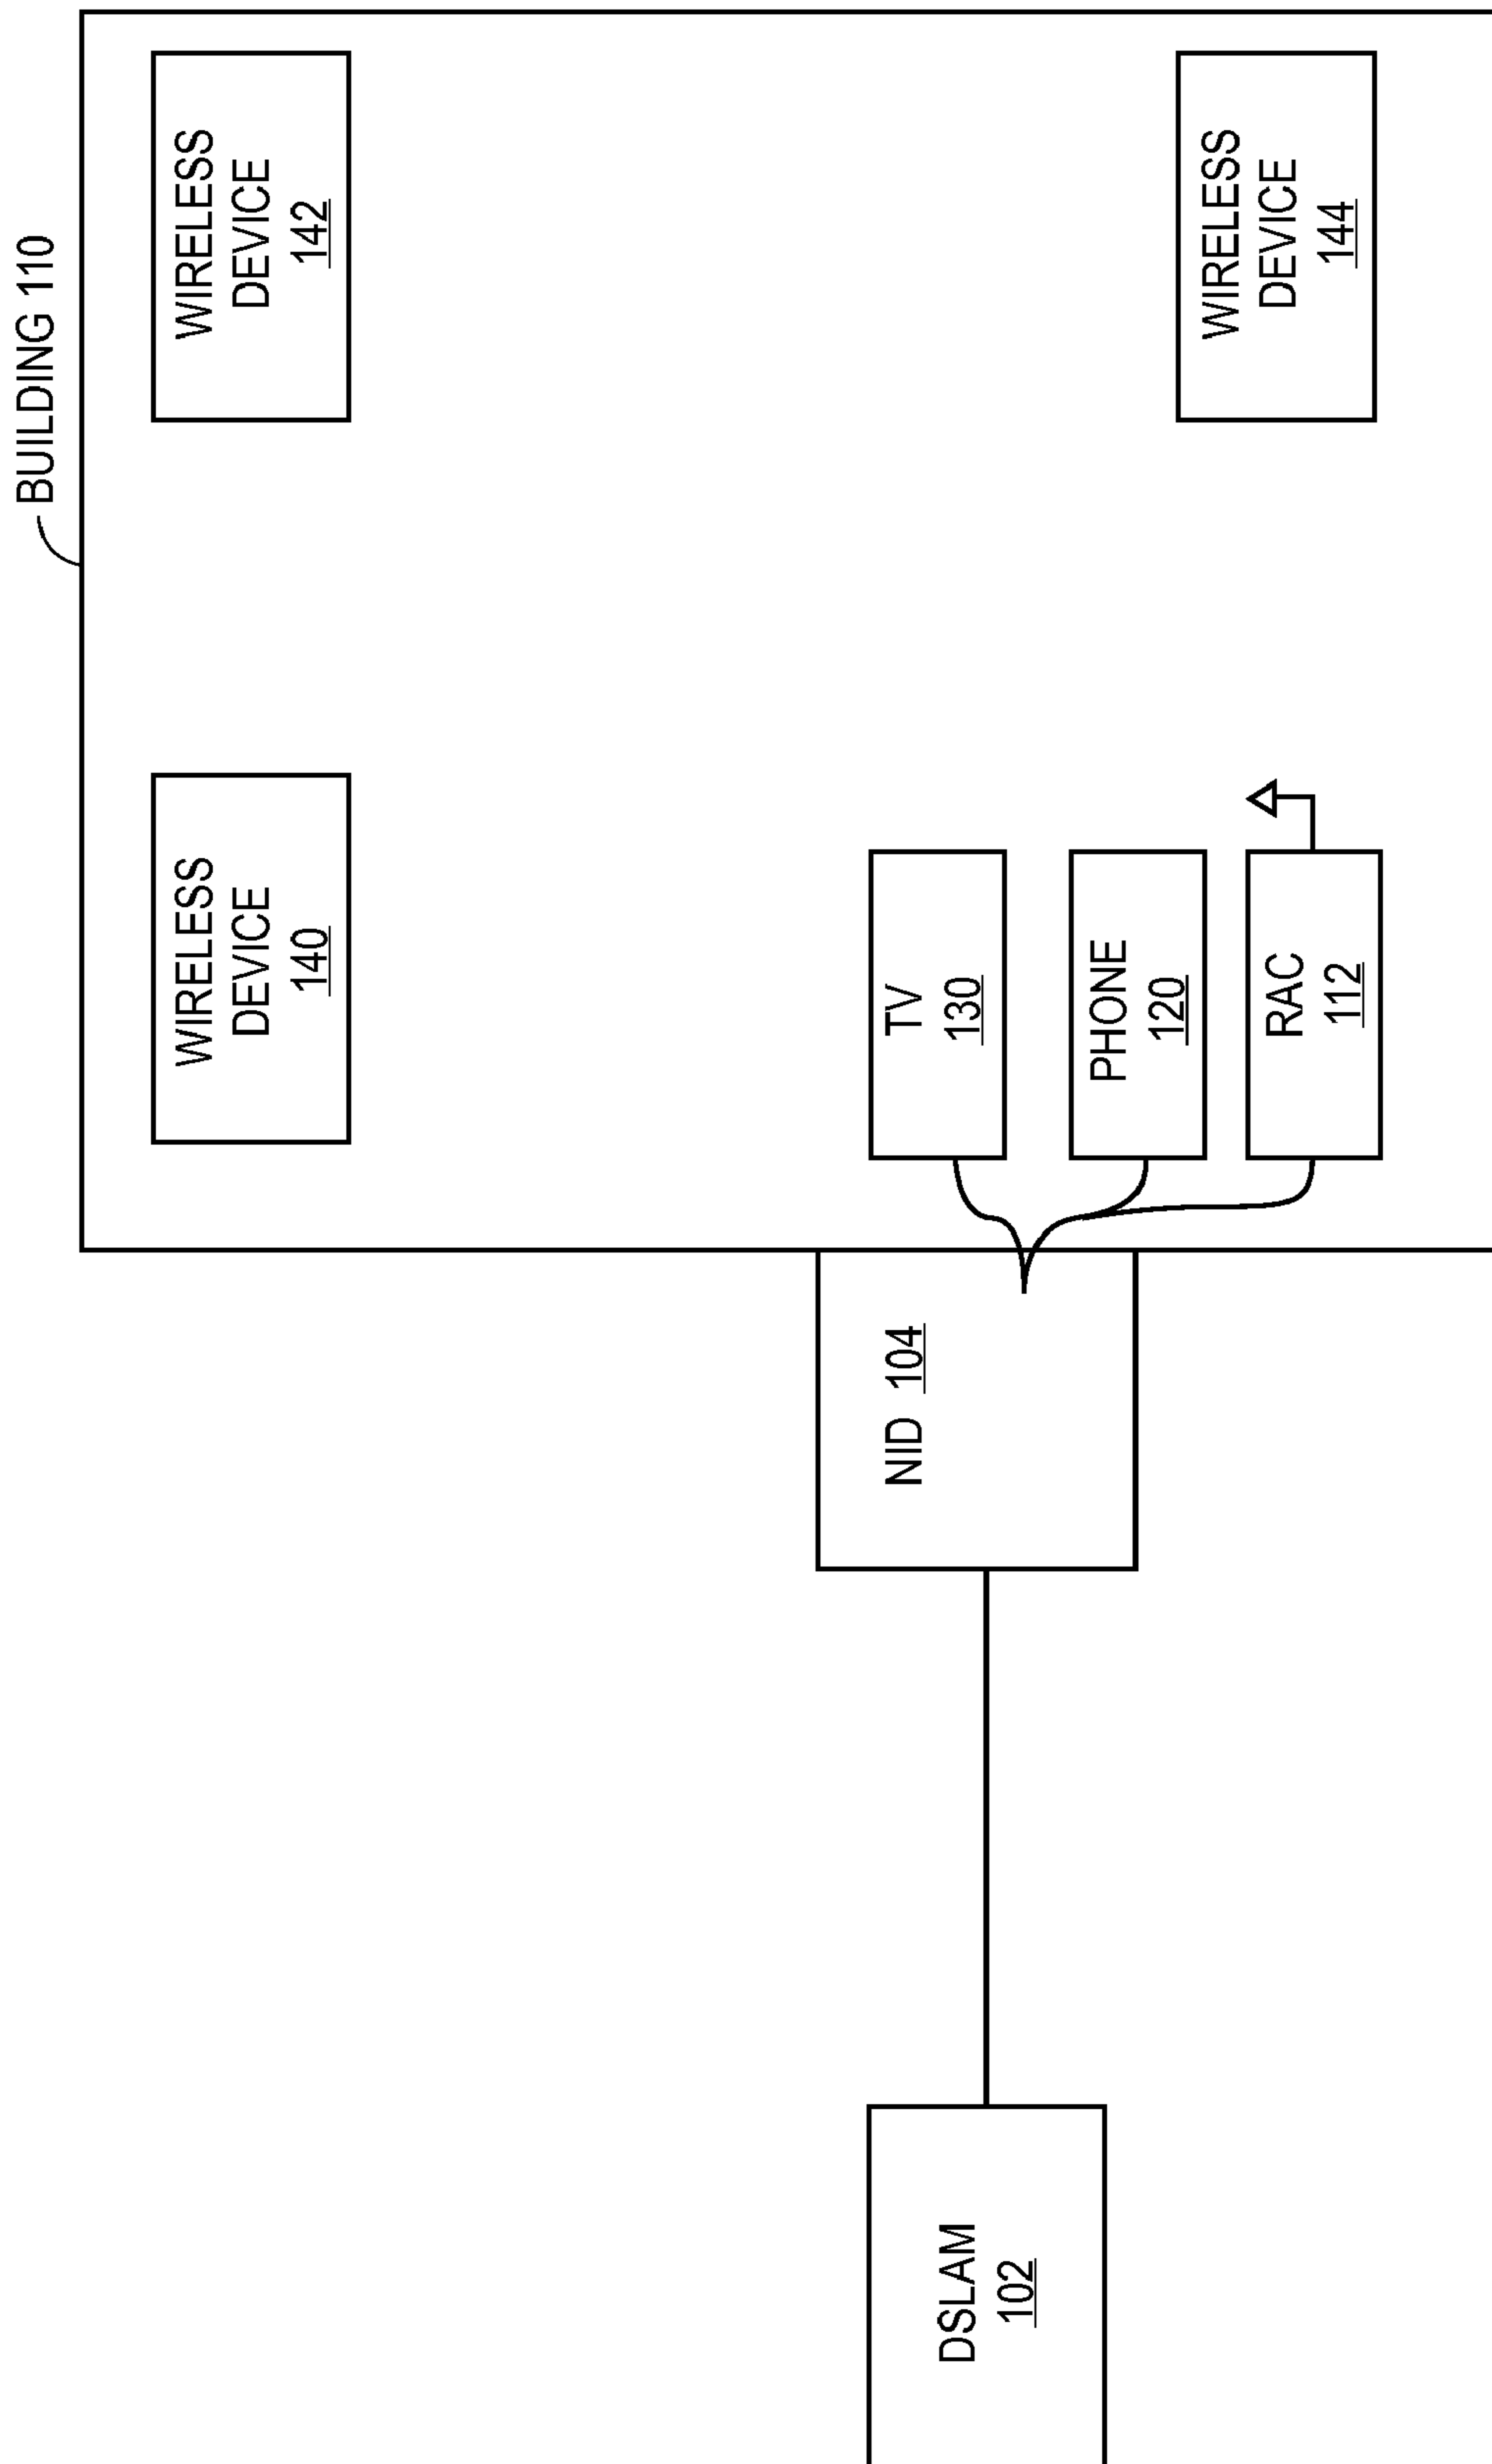 BUILDING 110
WIRELESS
DEVICE
140
WIRELESS
DEVICE
142
TV
130
PHONE
120
RAC
112
WIRELESS
DEVICE
144
NID 104
DSLAM
102